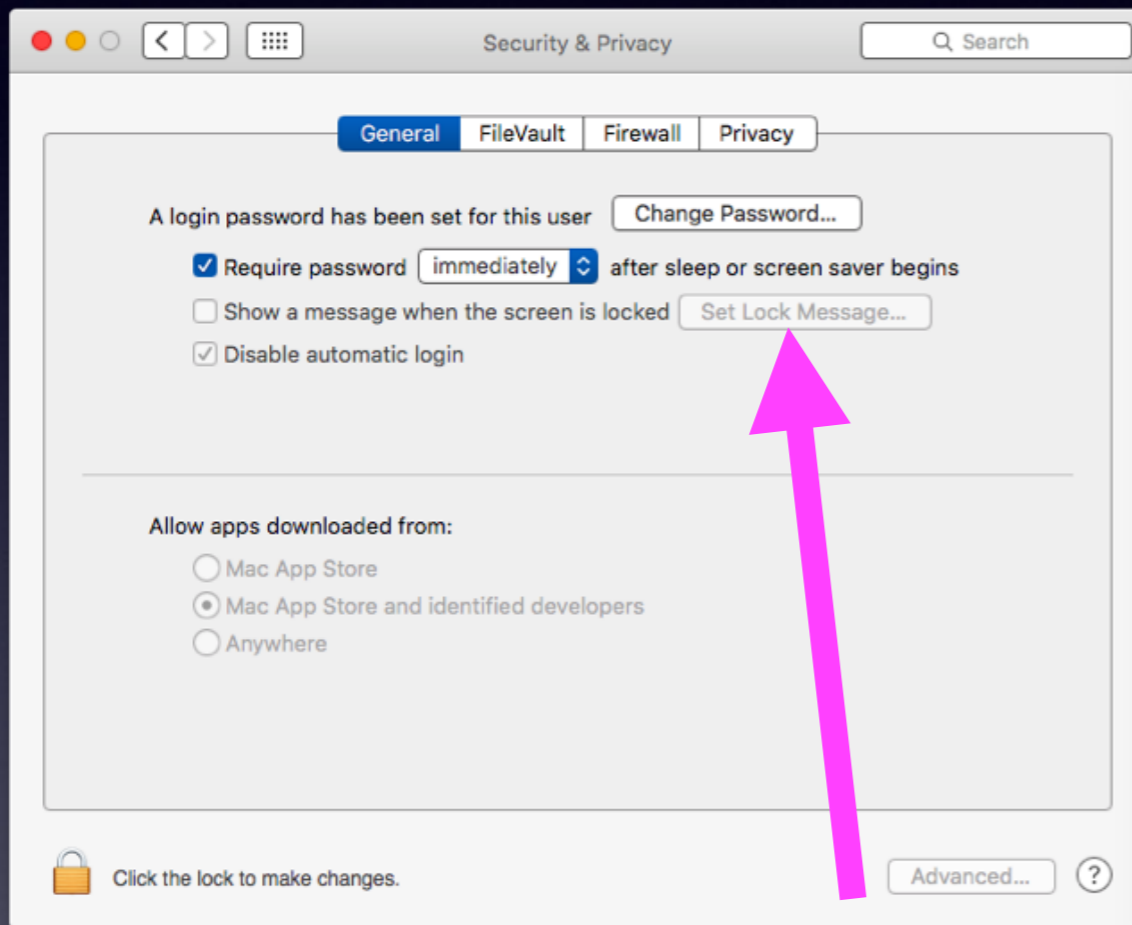 Security & Privacy
Search
General FileVault Firewall Privacy
A login password has been set for this user Change Password...
Require password immediately after sleep or screen saver begins
Show a message when the screen is locked Set Lock Message...
Disable automatic login
Allow apps downloaded from:
Mac App Store
Mac App Store and identified developers
Anywhere
Click the lock to make changes.
Advanced... ?